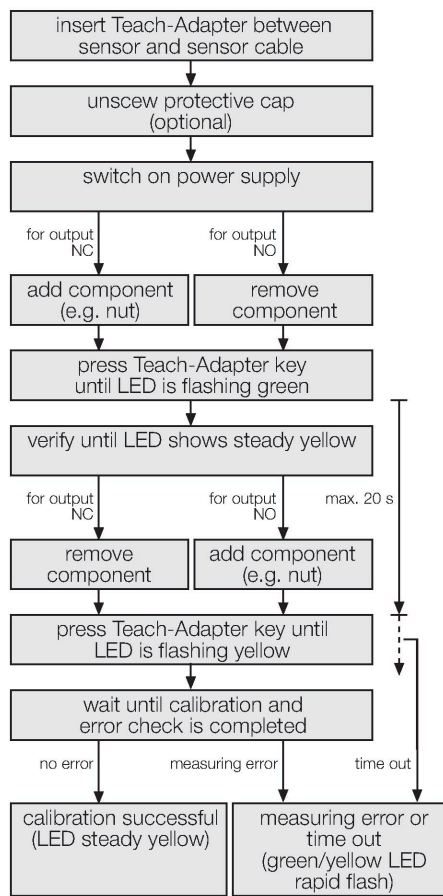 insert Teach-Adapter between
sensor and sensor cable
unscew protective cap
(optional)
switch on power supply
for output
NC
for output
NO
add component
(e.g. nut)
remove
component
press Teach-Adapter key
until LED is flashing green
verify until LED shows steady yellow
for output
NC
for output
NO
max. 20 s
remove
component
add component
(e.g. nut)
press Teach-Adapter key until
LED is flashing yellow
wait until calibration and
error check is completed
no error
measuring error
time out
calibration successful
(LED steady yellow)
measuring error or
time out
(green/yellow LED
rapid flash)